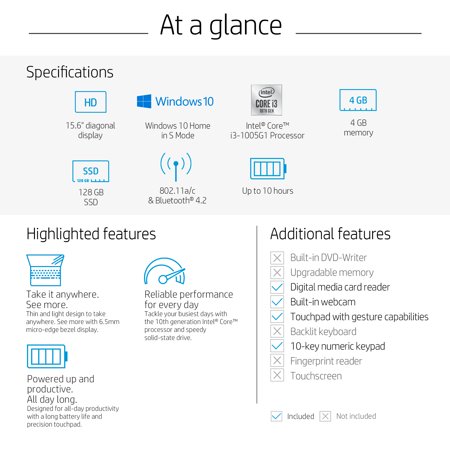 At a glance
Specifications
HD
15.6" diagonal
display
Windows 10
Windows 10 Home
in S Mode
intel
CORE i3
10TH GEN
Intel® Core™
i3-1005G1 Processor
4 GB
4 GB
memory
SSD
128 GB
128 GB
SSD
802.11a/c
& Bluetooth® 4.2
Up to 10 hours
Highlighted features
Take it anywhere.
See more.
Thin and light design to take
anywhere. See more with 6.5mm
micro-edge bezel display.
Reliable performance
for every day
Tackle your busiest days with
the 10th generation Intel® Core™
processor and speedy
solid-state drive.
Powered up and
productive.
All day long.
Designed for all-day productivity
with a long battery life and
precision touchpad.
Additional features
Built-in DVD-Writer
Upgradable memory
Digital media card reader
Built-in webcam
Touchpad with gesture capabilities
Backlit keyboard
10-key numeric keypad
Fingerprint reader
Touchscreen
Included
Not included